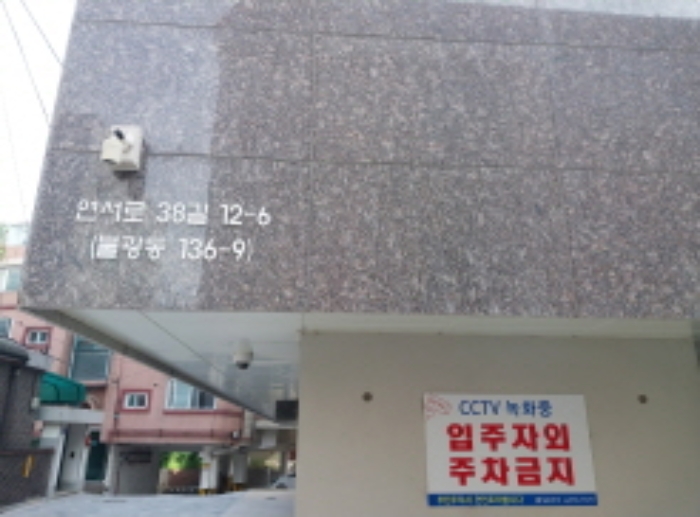 연서로 38길 12-6
(불광동 136-9)
CCTV 녹화중
입주자외
주차금지